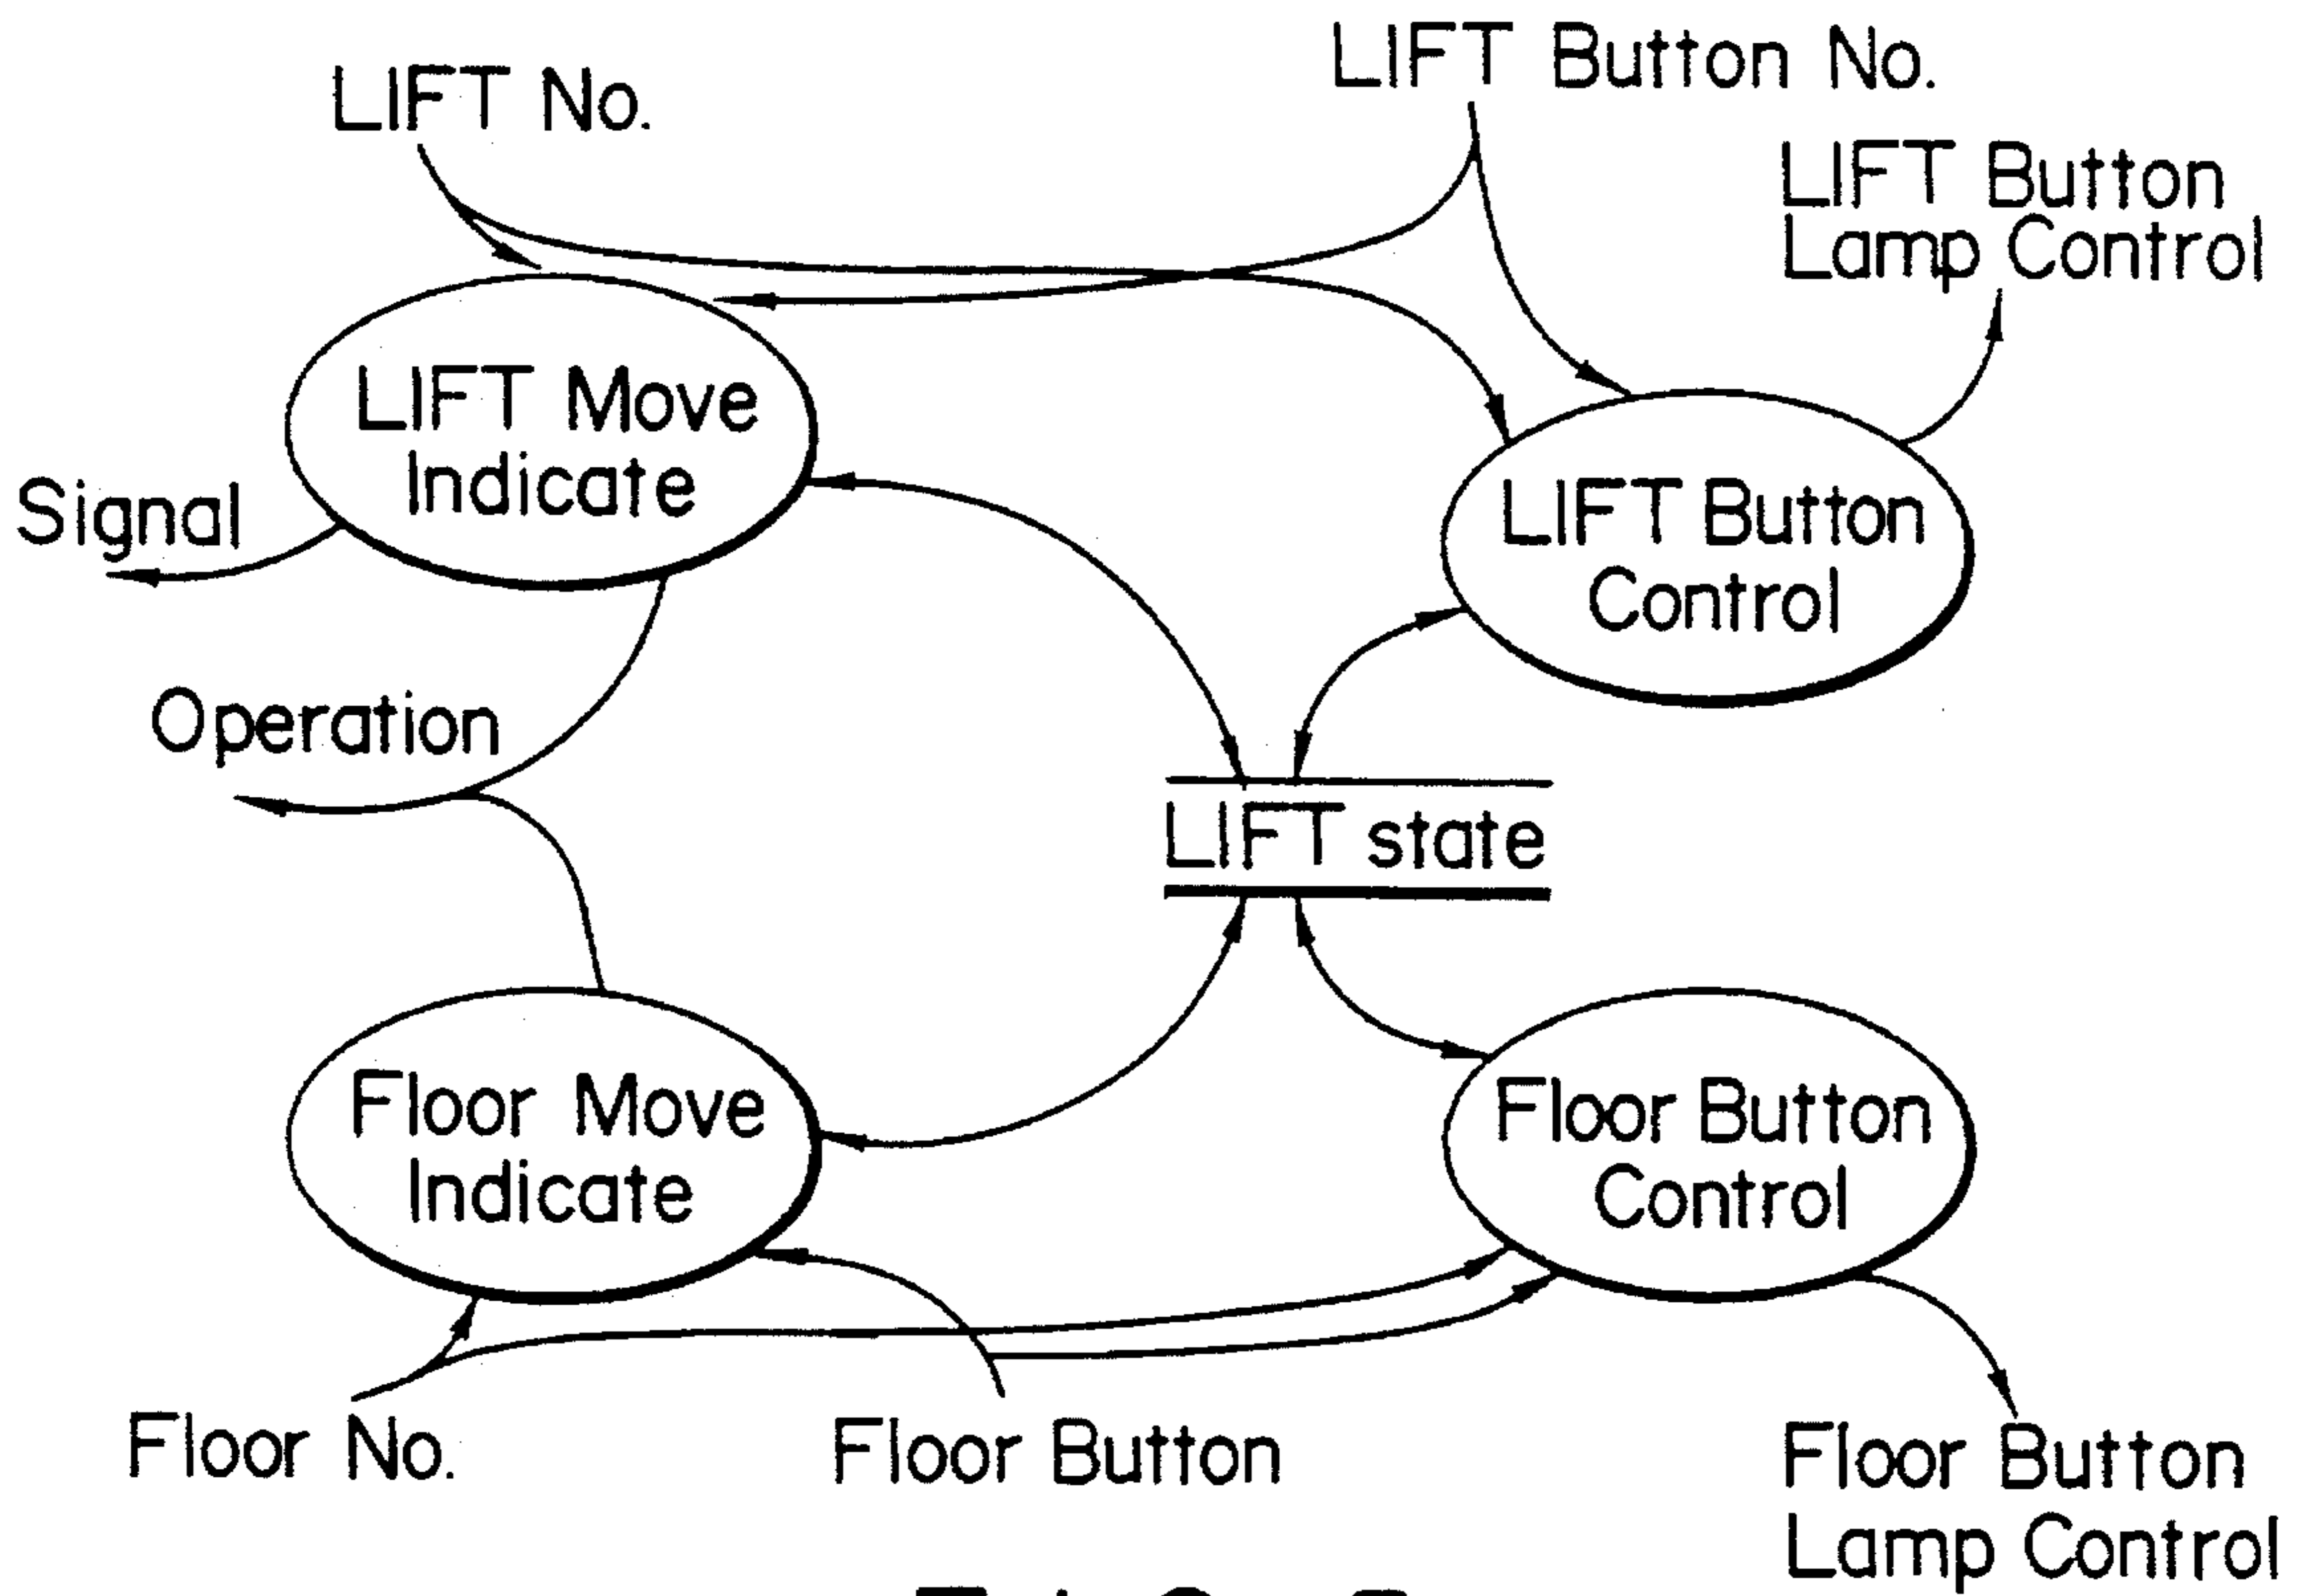 LIFT No.
LIFT Button No.
LIFT Button
Lamp Control
LIFT Move
Indicate
LIFT Button
Control
Signal
Operation
LIFT state
Floor Move
Indicate
Floor Button
Control
Floor No.
Floor Button
Floor Button
Lamp Control